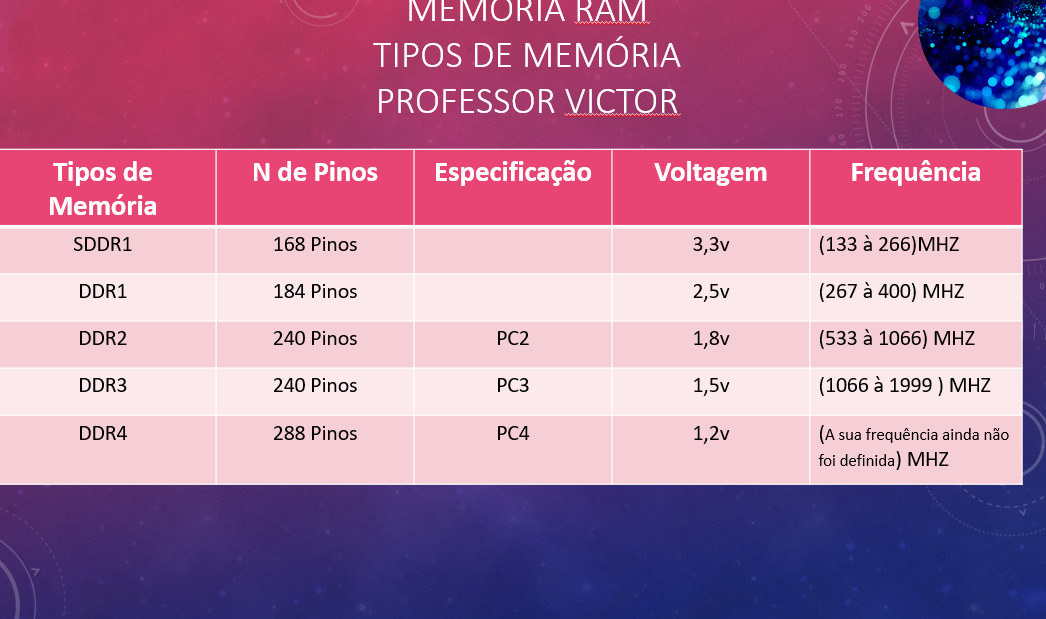 MEMÓRIA RAM
TIPOS DE MEMÓRIA
PROFESSOR VICTOR
Tipos de
Memória
N de Pinos
Especificação
Voltagem
Frequência
SDDR1
168 Pinos
3,3v
(133 à 266)MHZ
DDR1
184 Pinos
2,5v
(267 à 400) MHZ
DDR2
240 Pinos
PC2
1,8v
(533 à 1066) MHZ
DDR3
240 Pinos
PC3
1,5v
(1066 à 1999 ) MHZ
DDR4
288 Pinos
PC4
1,2v
(A sua frequência ainda não
foi definida) MHZ